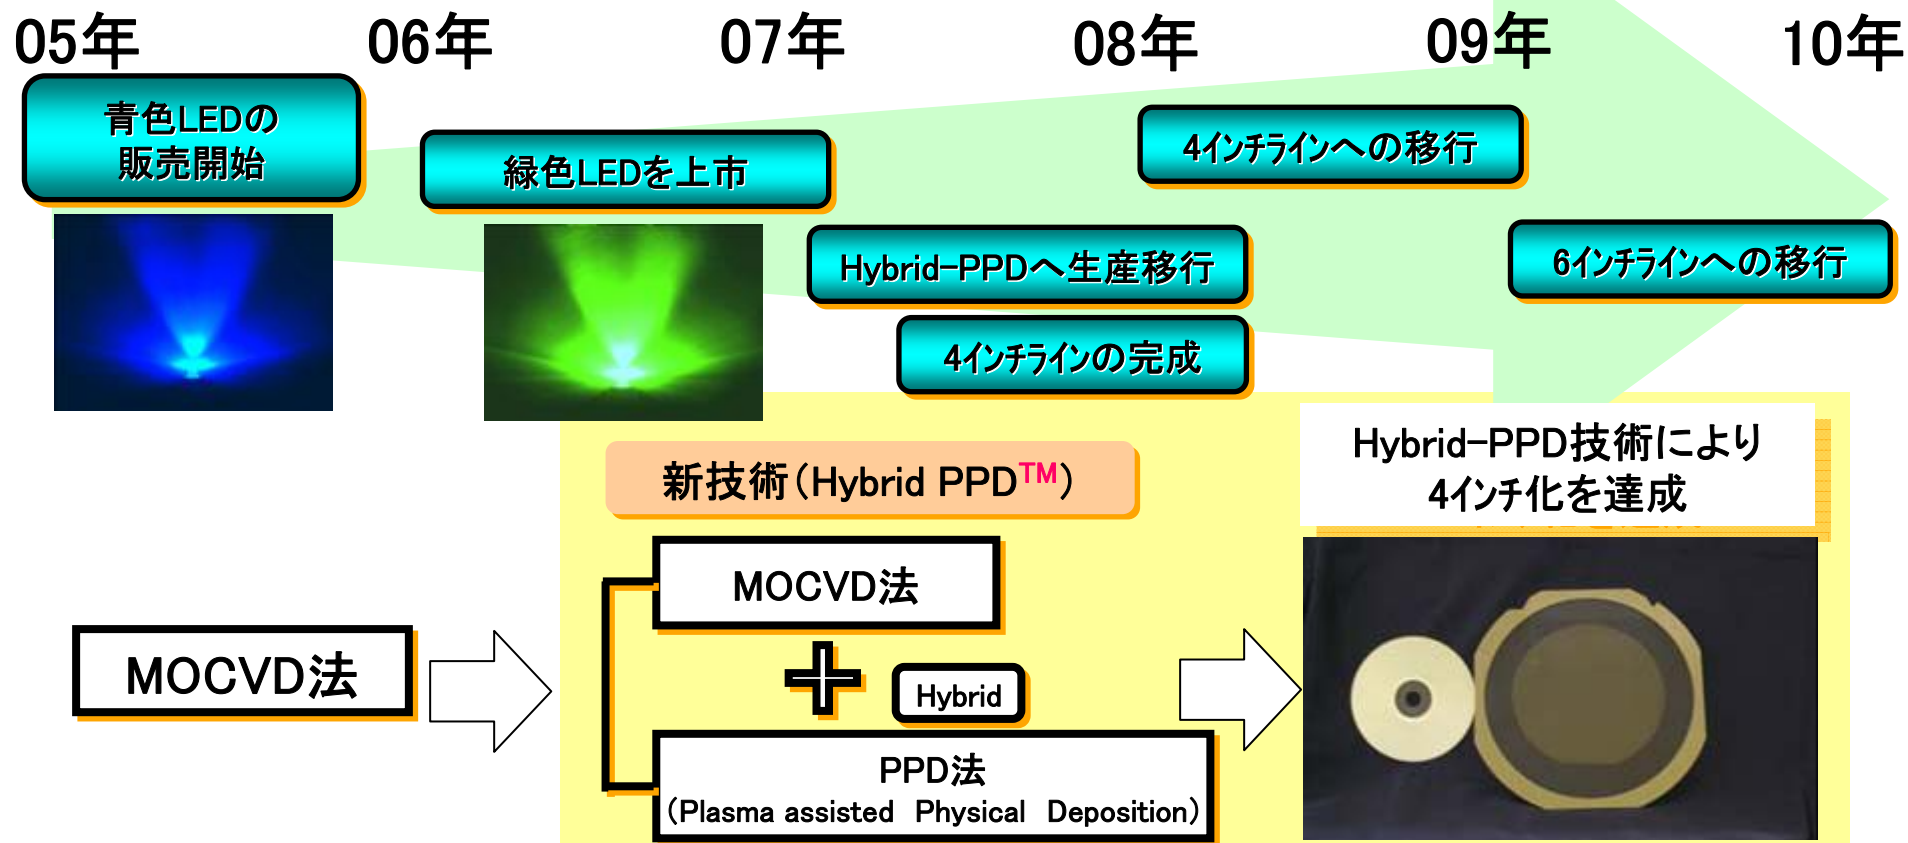 05年 06年 07年 08年 09年 10年
青色LEDの
販売開始
緑色LEDを上市
4インチラインへの移行
Hybrid-PPDへ生産移行
6インチラインへの移行
4インチラインの完成
新技術（Hybrid PPD™）
Hybrid-PPD技術により
4インチ化を達成
MOCVD法
MOCVD法
Hybrid
PPD法
（Plasma assisted Physical Deposition）